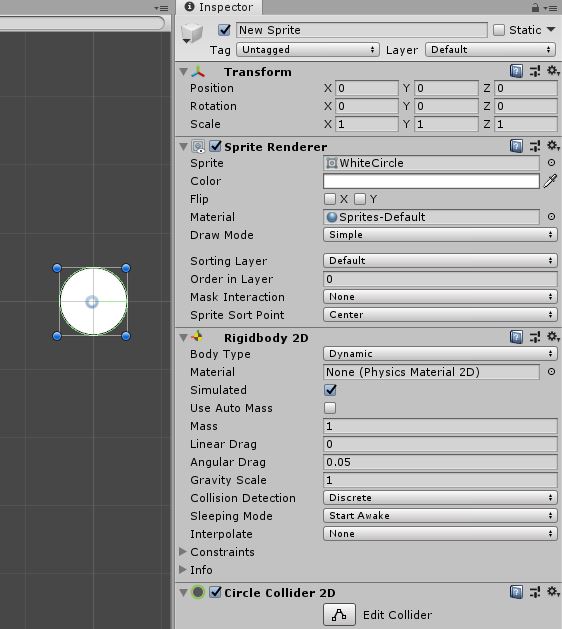 Inspector
New Sprite Static
Tag Untagged Layer Default
Transform
Position X 0 Y 0 Z 0
Rotation X 0 Y 0 Z 0
Scale X 1 Y 1 Z 1
Sprite Renderer
Sprite WhiteCircle
Color
Flip X Y
Material Sprites-Default
Draw Mode Simple
Sorting Layer Default
Order in Layer 0
Mask Interaction None
Sprite Sort Point Center
Rigidbody 2D
Body Type Dynamic
Material None (Physics Material 2D)
Simulated
Use Auto Mass
Mass 1
Linear Drag 0
Angular Drag 0.05
Gravity Scale 1
Collision Detection Discrete
Sleeping Mode Start Awake
Interpolate None
Constraints
Info
Circle Collider 2D
Edit Collider